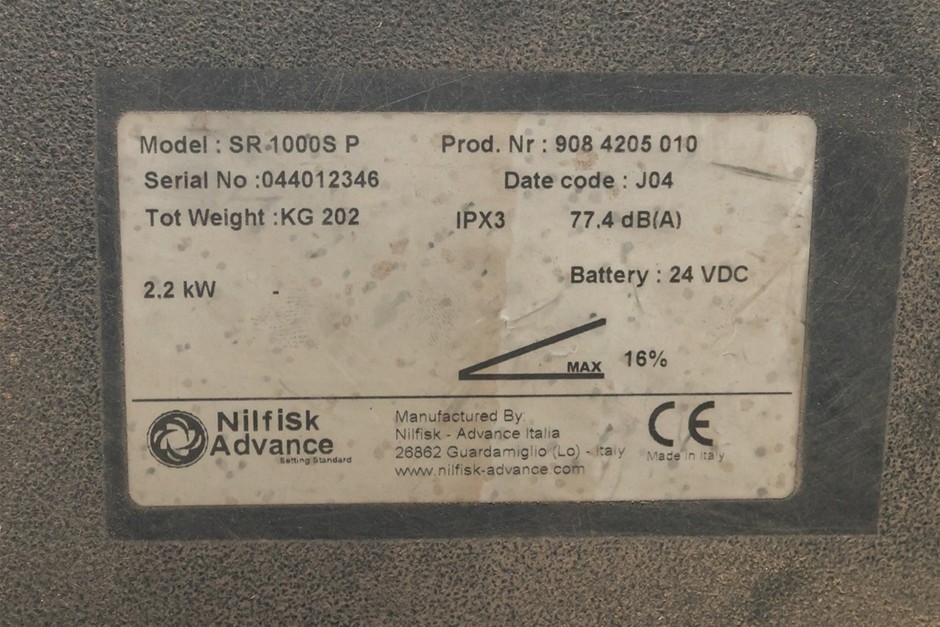 Model : SR 1000S P Prod. Nr : 908 4205 010
Serial No :044012346 Date code : J04
Tot Weight :KG 202 IPX3 77.4 dB(A)
Battery : 24 VDC
2.2 kW -
MAX 16%
Nilfisk
Advance
Setting Standard
Manufactured By:
Nilfisk - Advance Italia
26862 Guardamiglio (Lo) - Italy
www.nilfisk-advance.com
CE
Made in Italy